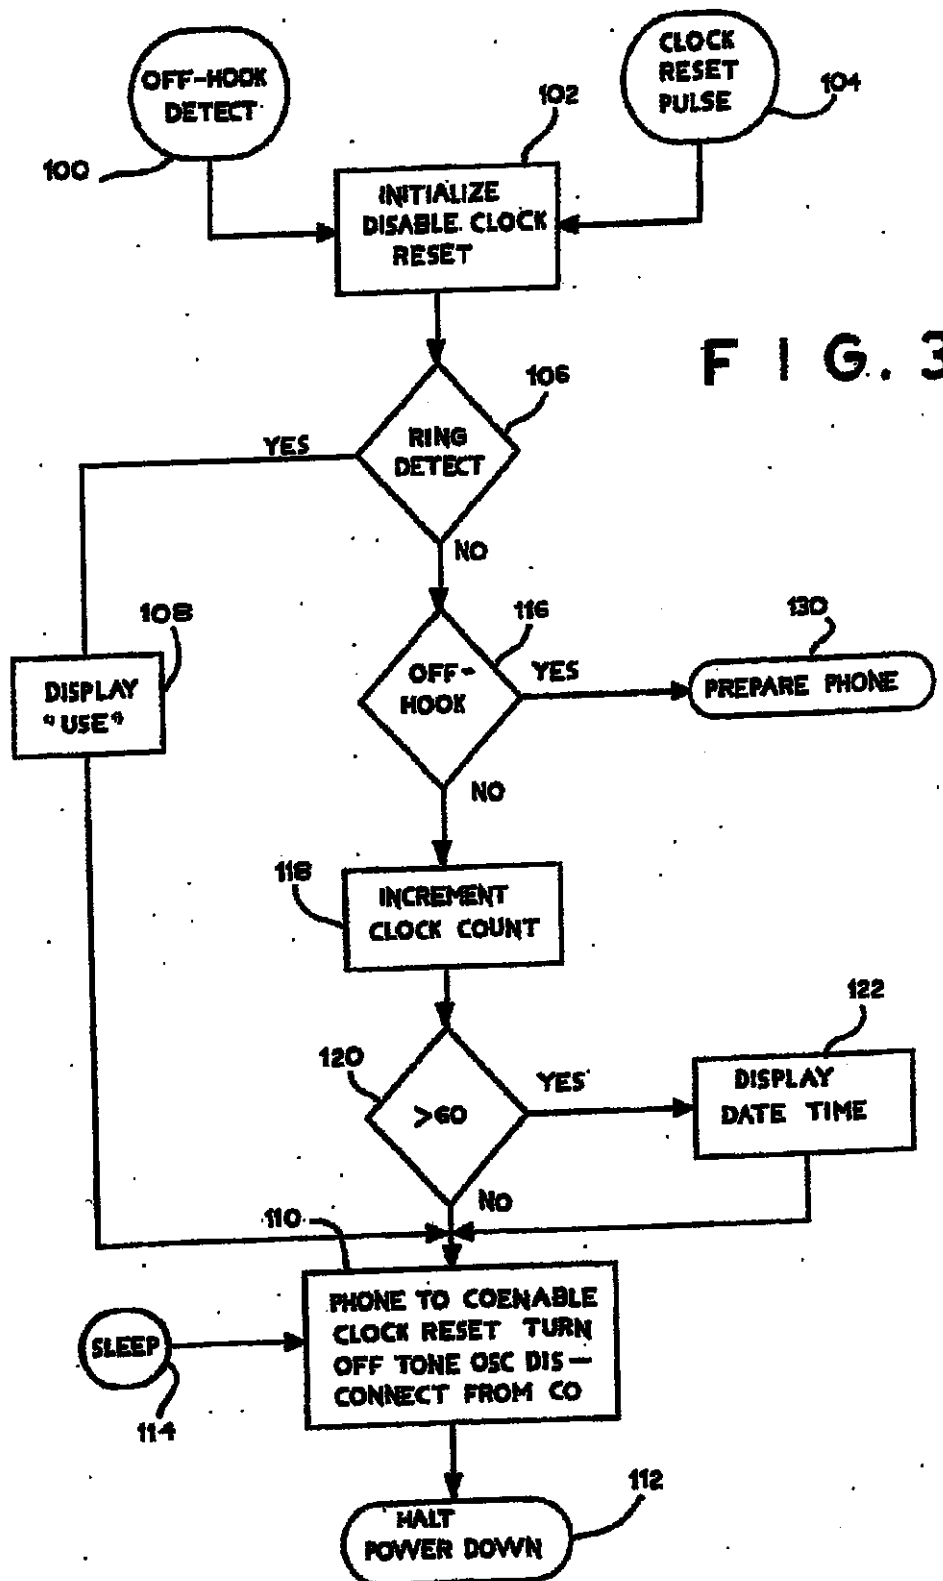 OFF-HOOK
DETECT
100
CLOCK
RESET
PULSE
104
102
INITIALIZE
DISABLE CLOCK
RESET
FIG. 3
106
RING
DETECT
YES
NO
108
DISPLAY
"USE"
116
OFF-
HOOK
YES
130
PREPARE PHONE
NO
118
INCREMENT
CLOCK COUNT
120
>60
YES
122
DISPLAY
DATE TIME
NO
110
PHONE TO COENABLE
CLOCK RESET TURN
OFF TONE OSC DIS-
CONNECT FROM CO
SLEEP
114
112
HALT
POWER DOWN